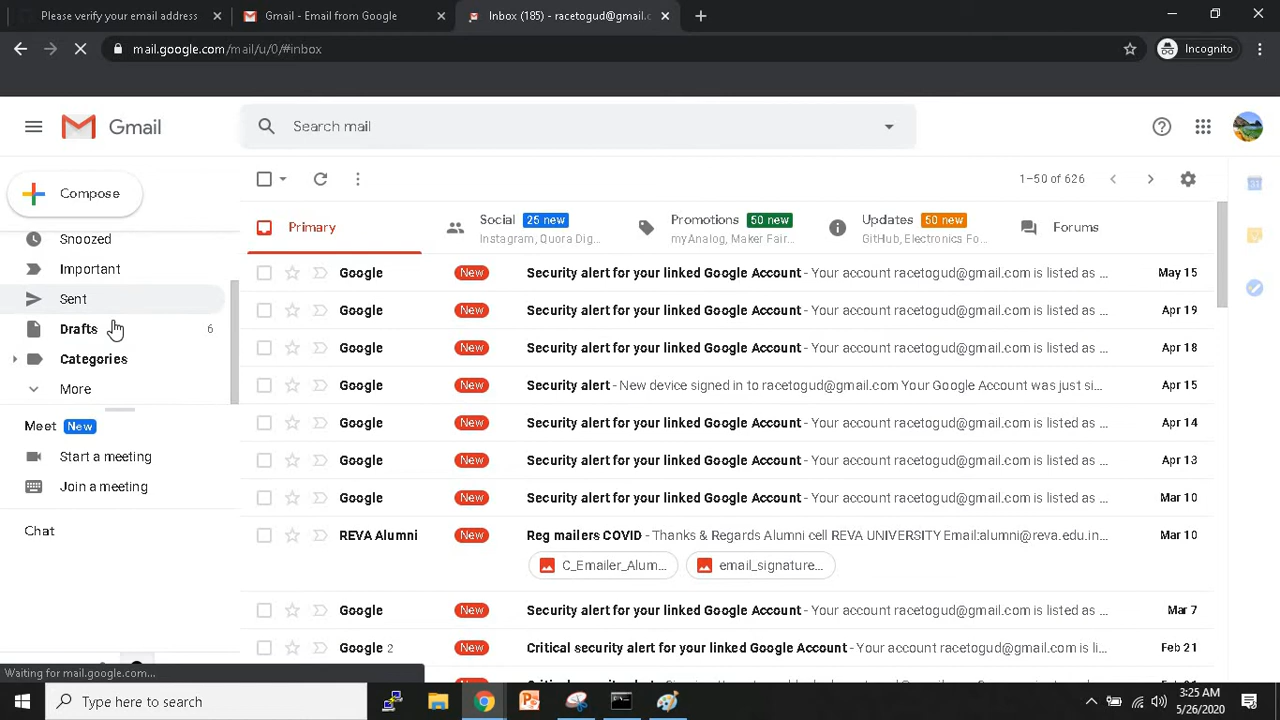 Please verify your email address
Gmail - Email from Google
Inbox (185) - racetogud@gmail.c
mail.google.com/mail/u/0/#inbox
Incognito
Gmail
Search mail
Compose
1–50 of 626
Primary
Social 25 new
Instagram, Quora Dig...
Promotions 50 new
myAnalog, Maker Fair...
Updates 50 new
GitHub, Electronics Fo...
Forums
Snoozed
Important
Sent
Drafts 6
Categories
More
Meet New
Start a meeting
Join a meeting
Chat
Google New Security alert for your linked Google Account - Your account racetogud@gmail.com is listed as ... May 15
Google New Security alert for your linked Google Account - Your account racetogud@gmail.com is listed as ... Apr 19
Google New Security alert for your linked Google Account - Your account racetogud@gmail.com is listed as ... Apr 18
Google New Security alert - New device signed in to racetogud@gmail.com Your Google Account was just si... Apr 15
Google New Security alert for your linked Google Account - Your account racetogud@gmail.com is listed as ... Apr 14
Google New Security alert for your linked Google Account - Your account racetogud@gmail.com is listed as ... Apr 13
Google New Security alert for your linked Google Account - Your account racetogud@gmail.com is listed as ... Mar 10
REVA Alumni New Reg mailers COVID - Thanks & Regards Alumni cell REVA UNIVERSITY Email:alumni@reva.edu.in... Mar 10
C_Emailer_Alum... email_signature...
Google New Security alert for your linked Google Account - Your account racetogud@gmail.com is listed as ... Mar 7
Google 2 New Critical security alert for your linked Google Account - Your account racetogud@gmail.com is li... Feb 21
Waiting for mail.google.com...
Type here to search
3:25 AM
5/26/2020